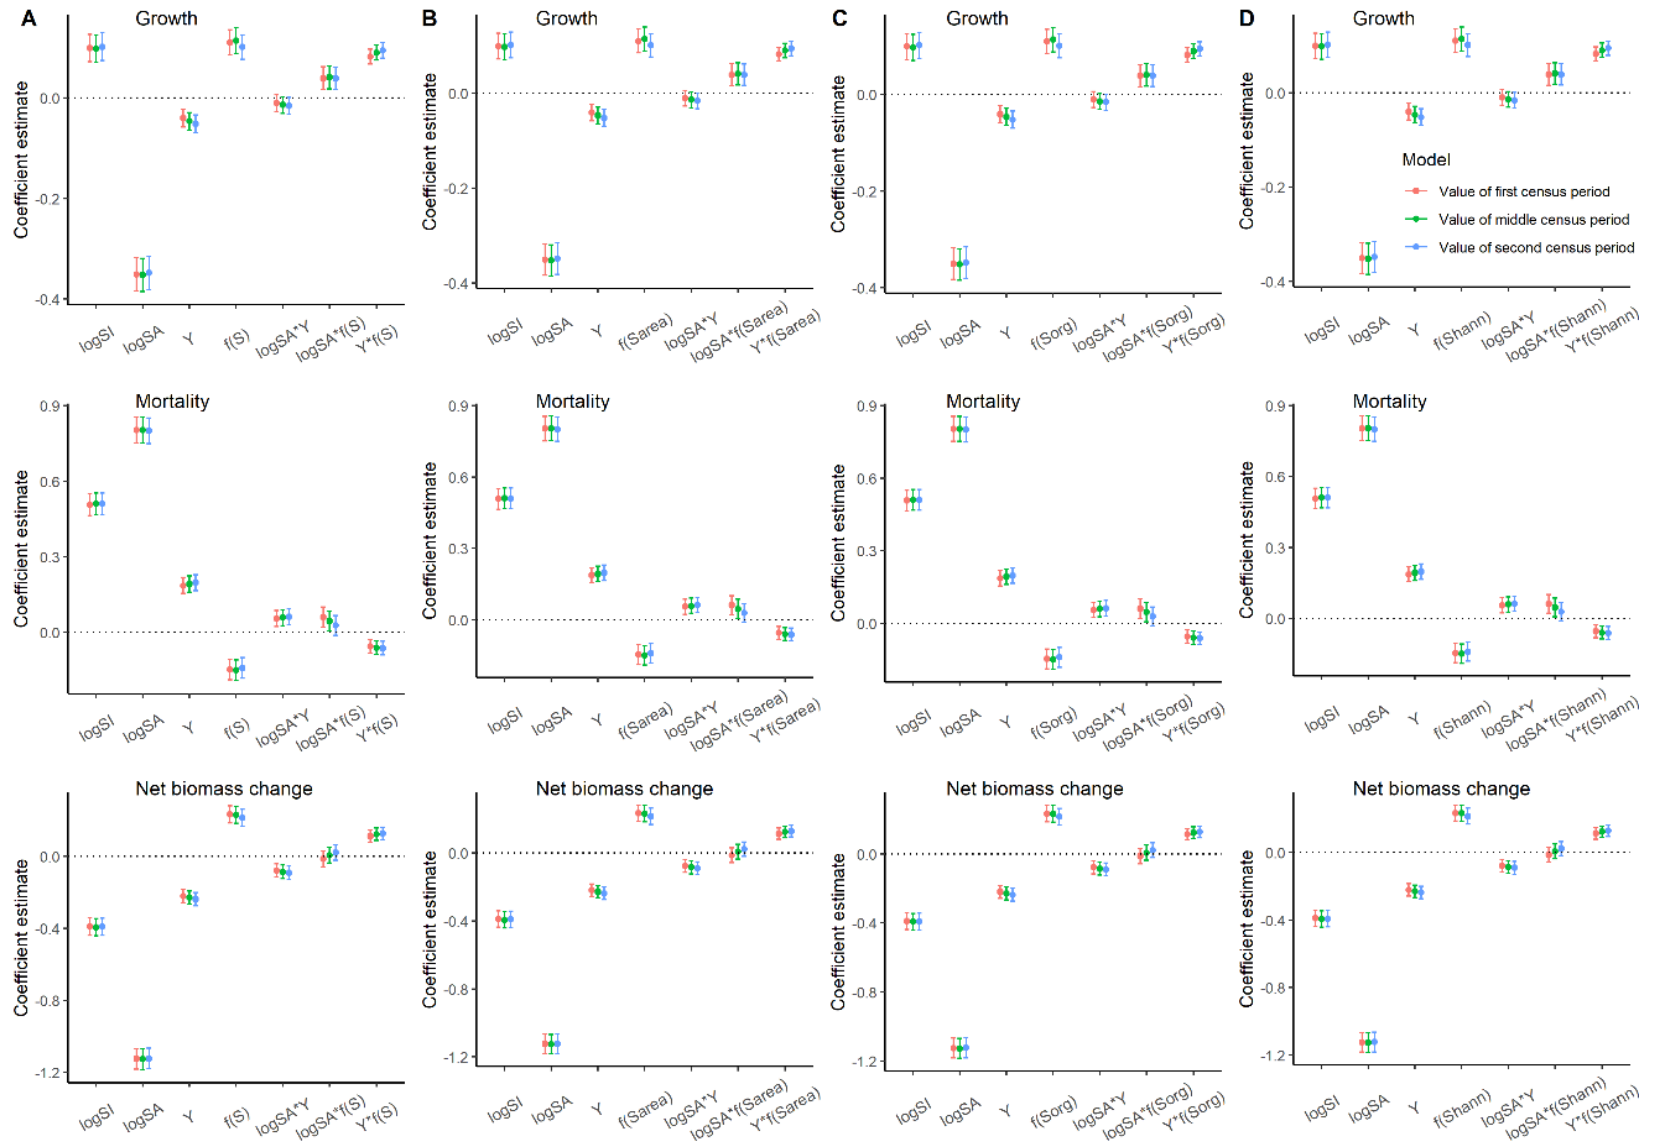 A
Growth
Coefficient estimate
0.0
-0.2
-0.4
logSI
logSA
Y
f(S)
logSA*Y
logSA*f(S)
Y*f(S)
B
Growth
Coefficient estimate
0.0
-0.2
-0.4
logSI
logSA
Y
f(Sarea)
logSA*Y
logSA*f(Sarea)
Y*f(Sarea)
C
Growth
Coefficient estimate
0.0
-0.2
-0.4
logSI
logSA
Y
f(Sorg)
logSA*Y
logSA*f(Sorg)
Y*f(Sorg)
D
Growth
Coefficient estimate
0.0
-0.2
-0.4
Model
Value of first census period
Value of middle census period
Value of second census period
logSI
logSA
Y
f(Shann)
logSA*Y
logSA*f(Shann)
Y*f(Shann)
Mortality
Coefficient estimate
0.9
0.6
0.3
0.0
logSI
logSA
Y
f(S)
logSA*Y
logSA*f(S)
Y*f(S)
Mortality
Coefficient estimate
0.9
0.6
0.3
0.0
logSI
logSA
Y
f(Sarea)
logSA*Y
logSA*f(Sarea)
Y*f(Sarea)
Mortality
Coefficient estimate
0.9
0.6
0.3
0.0
logSI
logSA
Y
f(Sorg)
logSA*Y
logSA*f(Sorg)
Y*f(Sorg)
Mortality
Coefficient estimate
0.9
0.6
0.3
0.0
logSI
logSA
Y
f(Shann)
logSA*Y
logSA*f(Shann)
Y*f(Shann)
Net biomass change
Coefficient estimate
0.0
-0.4
-0.8
-1.2
logSI
logSA
Y
f(S)
logSA*Y
logSA*f(S)
Y*f(S)
Net biomass change
Coefficient estimate
0.0
-0.4
-0.8
-1.2
logSI
logSA
Y
f(Sarea)
logSA*Y
logSA*f(Sarea)
Y*f(Sarea)
Net biomass change
Coefficient estimate
0.0
-0.4
-0.8
-1.2
logSI
logSA
Y
f(Sorg)
logSA*Y
logSA*f(Sorg)
Y*f(Sorg)
Net biomass change
Coefficient estimate
0.0
-0.4
-0.8
-1.2
logSI
logSA
Y
f(Shann)
logSA*Y
logSA*f(Shann)
Y*f(Shann)